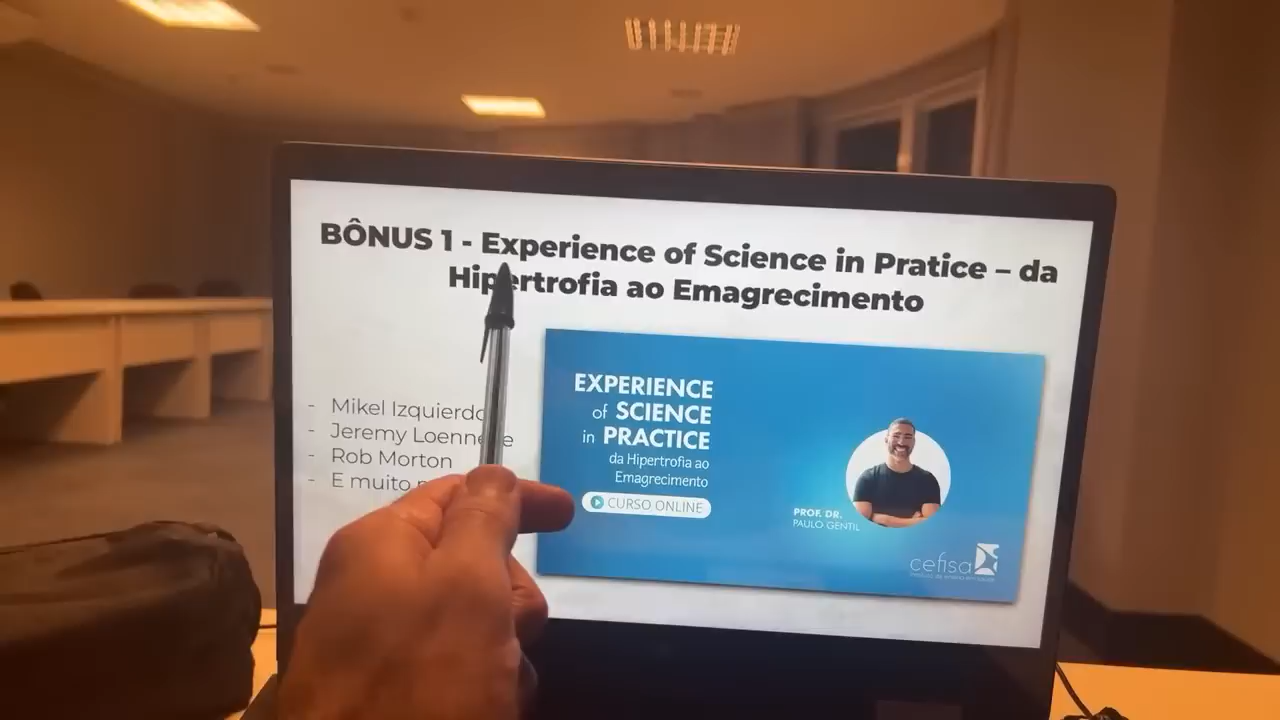 BÔNUS 1 - Experience of Science in Pratice – da
Hipertrofia ao Emagrecimento
- Mikel Izquierdo
- Jeremy Loenne e
- Rob Morton
- E muito
EXPERIENCE
of SCIENCE
in PRACTICE
da Hipertrofia ao
Emagrecimento
CURSO ONLINE
PROF. DR.
PAULO GENTIL
cefisa